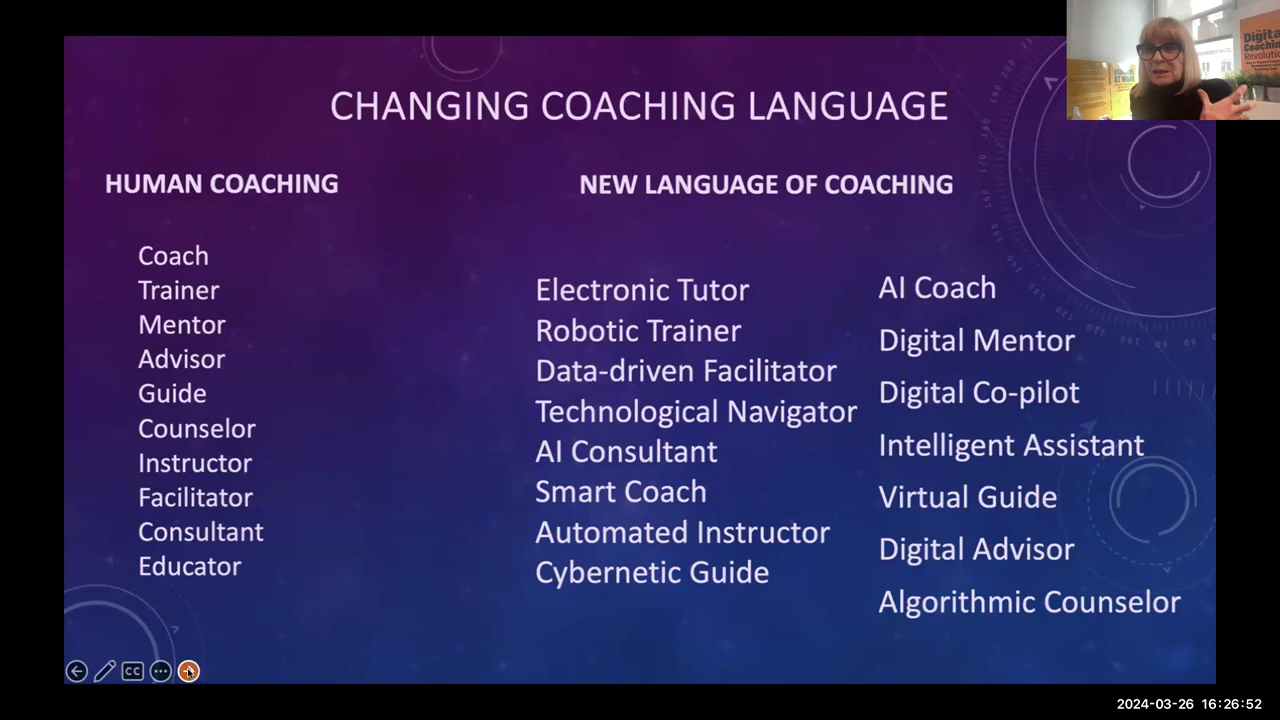 CHANGING COACHING LANGUAGE
HUMAN COACHING
Coach
Trainer
Mentor
Advisor
Guide
Counselor
Instructor
Facilitator
Consultant
Educator
NEW LANGUAGE OF COACHING
Electronic Tutor
Robotic Trainer
Data-driven Facilitator
Technological Navigator
AI Consultant
Smart Coach
Automated Instructor
Cybernetic Guide
AI Coach
Digital Mentor
Digital Co-pilot
Intelligent Assistant
Virtual Guide
Digital Advisor
Algorithmic Counselor
CC
2024-03-26 16:26:52